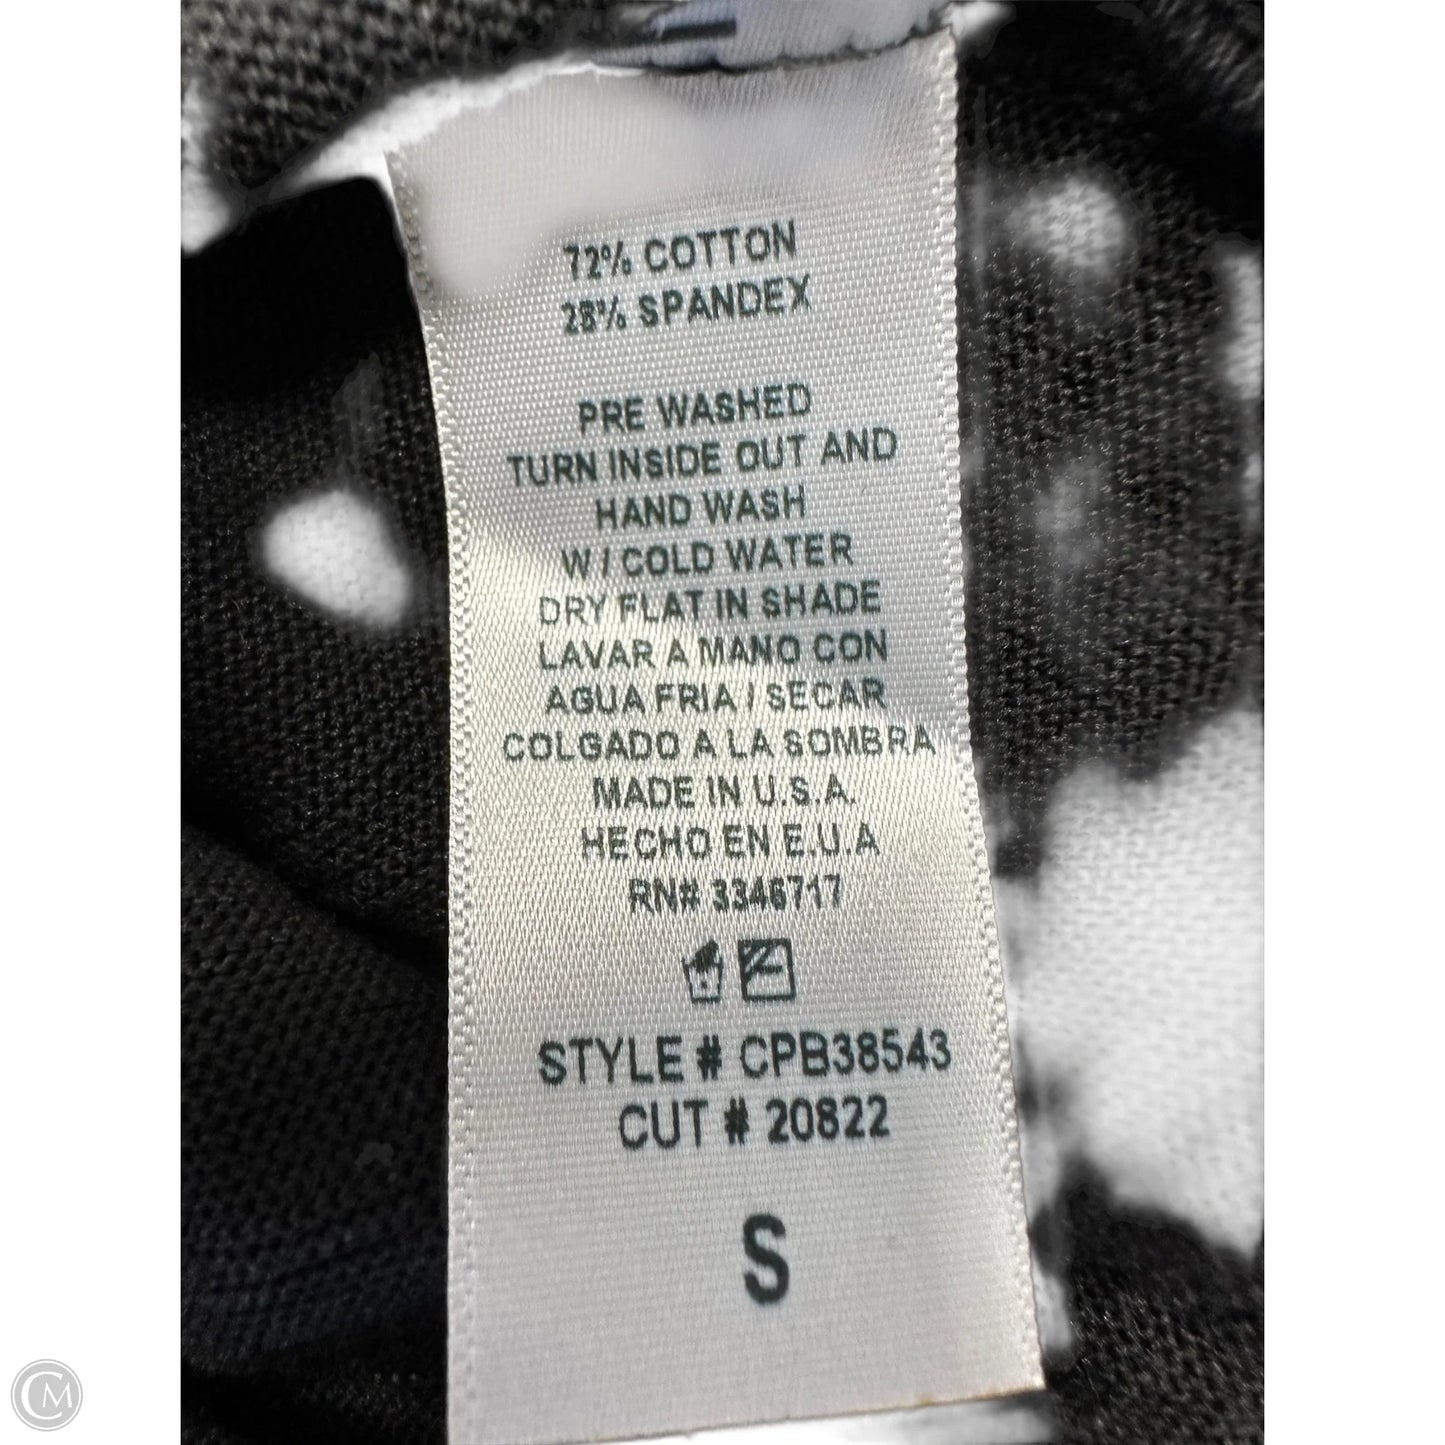 72% COTTON
28% SPANDEX
PRE WASHED
TURN INSIDE OUT AND
HAND WASH
W / COLD WATER
DRY FLAT IN SHADE
LAVAR A MANO CON
AGUA FRIA / SECAR
COLGADO A LA SOMBRA
MADE IN U.S.A.
HECHO EN E.U.A
RN# 3346717
STYLE # CPB38543
CUT # 20822
S
CM